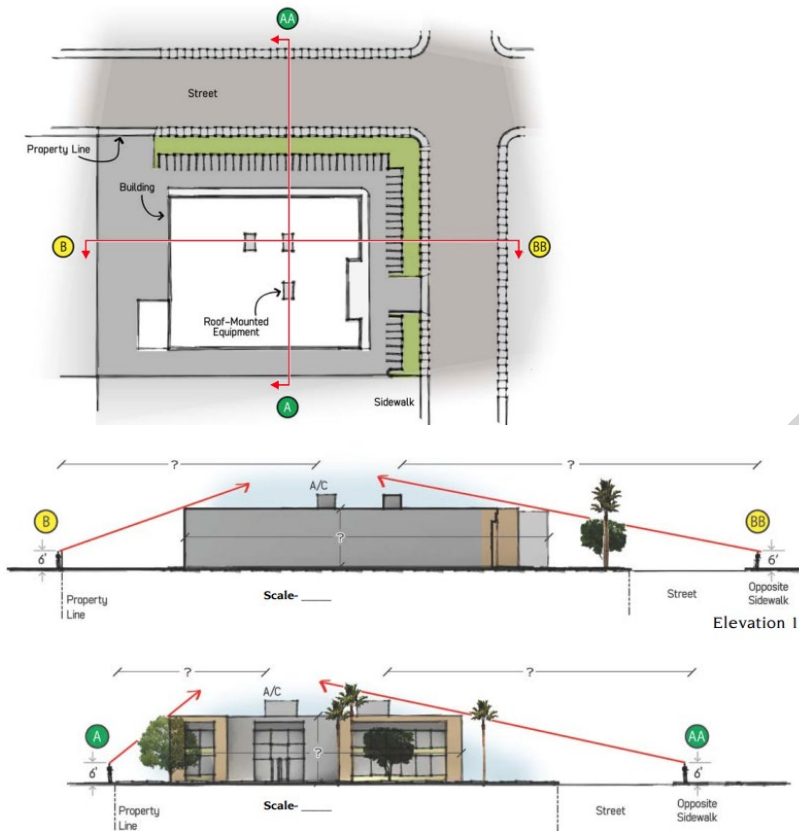 AA
Street
Property Line
Building
B
BB
Roof-Mounted
Equipment
A
Sidewalk
?
?
A/C
B
BB
?
6'
6'
Property
Line
Scale- ____
Street
Opposite
Sidewalk
Elevation 1
?
?
A/C
A
AA
?
6'
6'
Property
Line
Scale- ____
Street
Opposite
Sidewalk